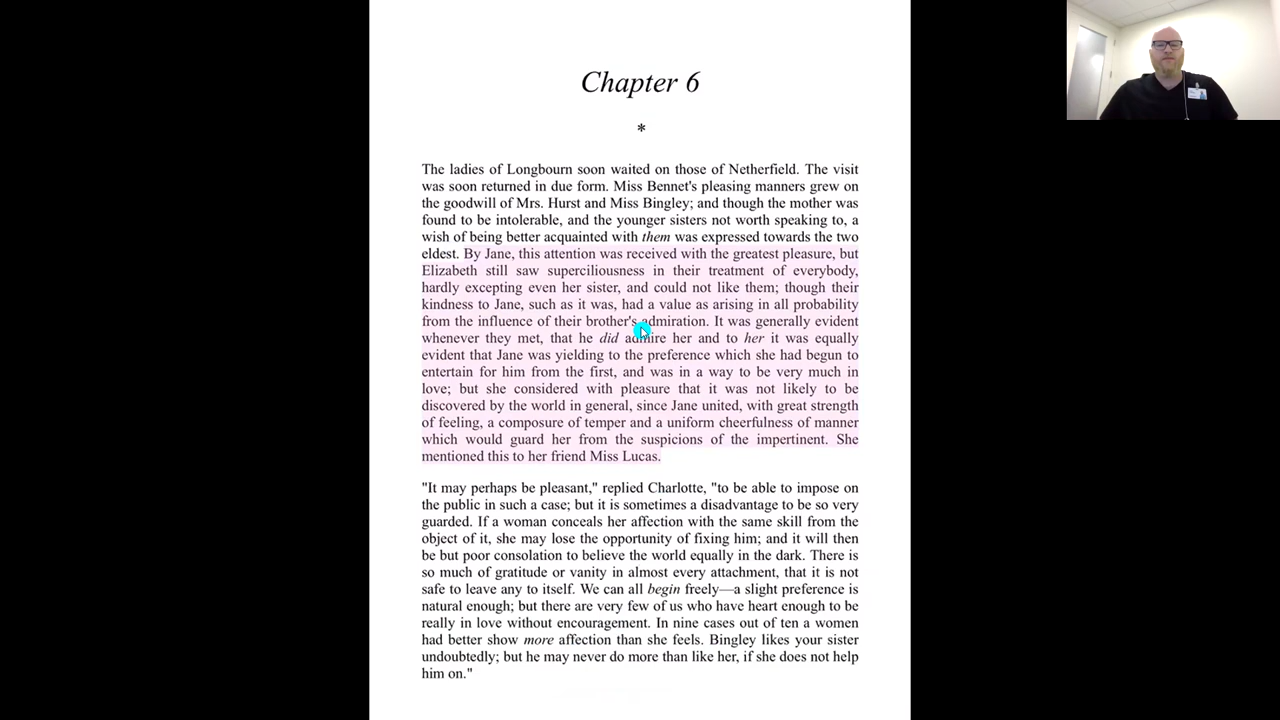 Chapter 6
*
The ladies of Longbourn soon waited on those of Netherfield. The visit
was soon returned in due form. Miss Bennet's pleasing manners grew on
the goodwill of Mrs. Hurst and Miss Bingley; and though the mother was
found to be intolerable, and the younger sisters not worth speaking to, a
wish of being better acquainted with them was expressed towards the two
eldest. By Jane, this attention was received with the greatest pleasure, but
Elizabeth still saw superciliousness in their treatment of everybody,
hardly excepting even her sister, and could not like them; though their
kindness to Jane, such as it was, had a value as arising in all probability
from the influence of their brother's admiration. It was generally evident
whenever they met, that he did admire her and to her it was equally
evident that Jane was yielding to the preference which she had begun to
entertain for him from the first, and was in a way to be very much in
love; but she considered with pleasure that it was not likely to be
discovered by the world in general, since Jane united, with great strength
of feeling, a composure of temper and a uniform cheerfulness of manner
which would guard her from the suspicions of the impertinent. She
mentioned this to her friend Miss Lucas.
"It may perhaps be pleasant," replied Charlotte, "to be able to impose on
the public in such a case; but it is sometimes a disadvantage to be so very
guarded. If a woman conceals her affection with the same skill from the
object of it, she may lose the opportunity of fixing him; and it will then
be but poor consolation to believe the world equally in the dark. There is
so much of gratitude or vanity in almost every attachment, that it is not
safe to leave any to itself. We can all begin freely—a slight preference is
natural enough; but there are very few of us who have heart enough to be
really in love without encouragement. In nine cases out of ten a women
had better show more affection than she feels. Bingley likes your sister
undoubtedly; but he may never do more than like her, if she does not help
him on."